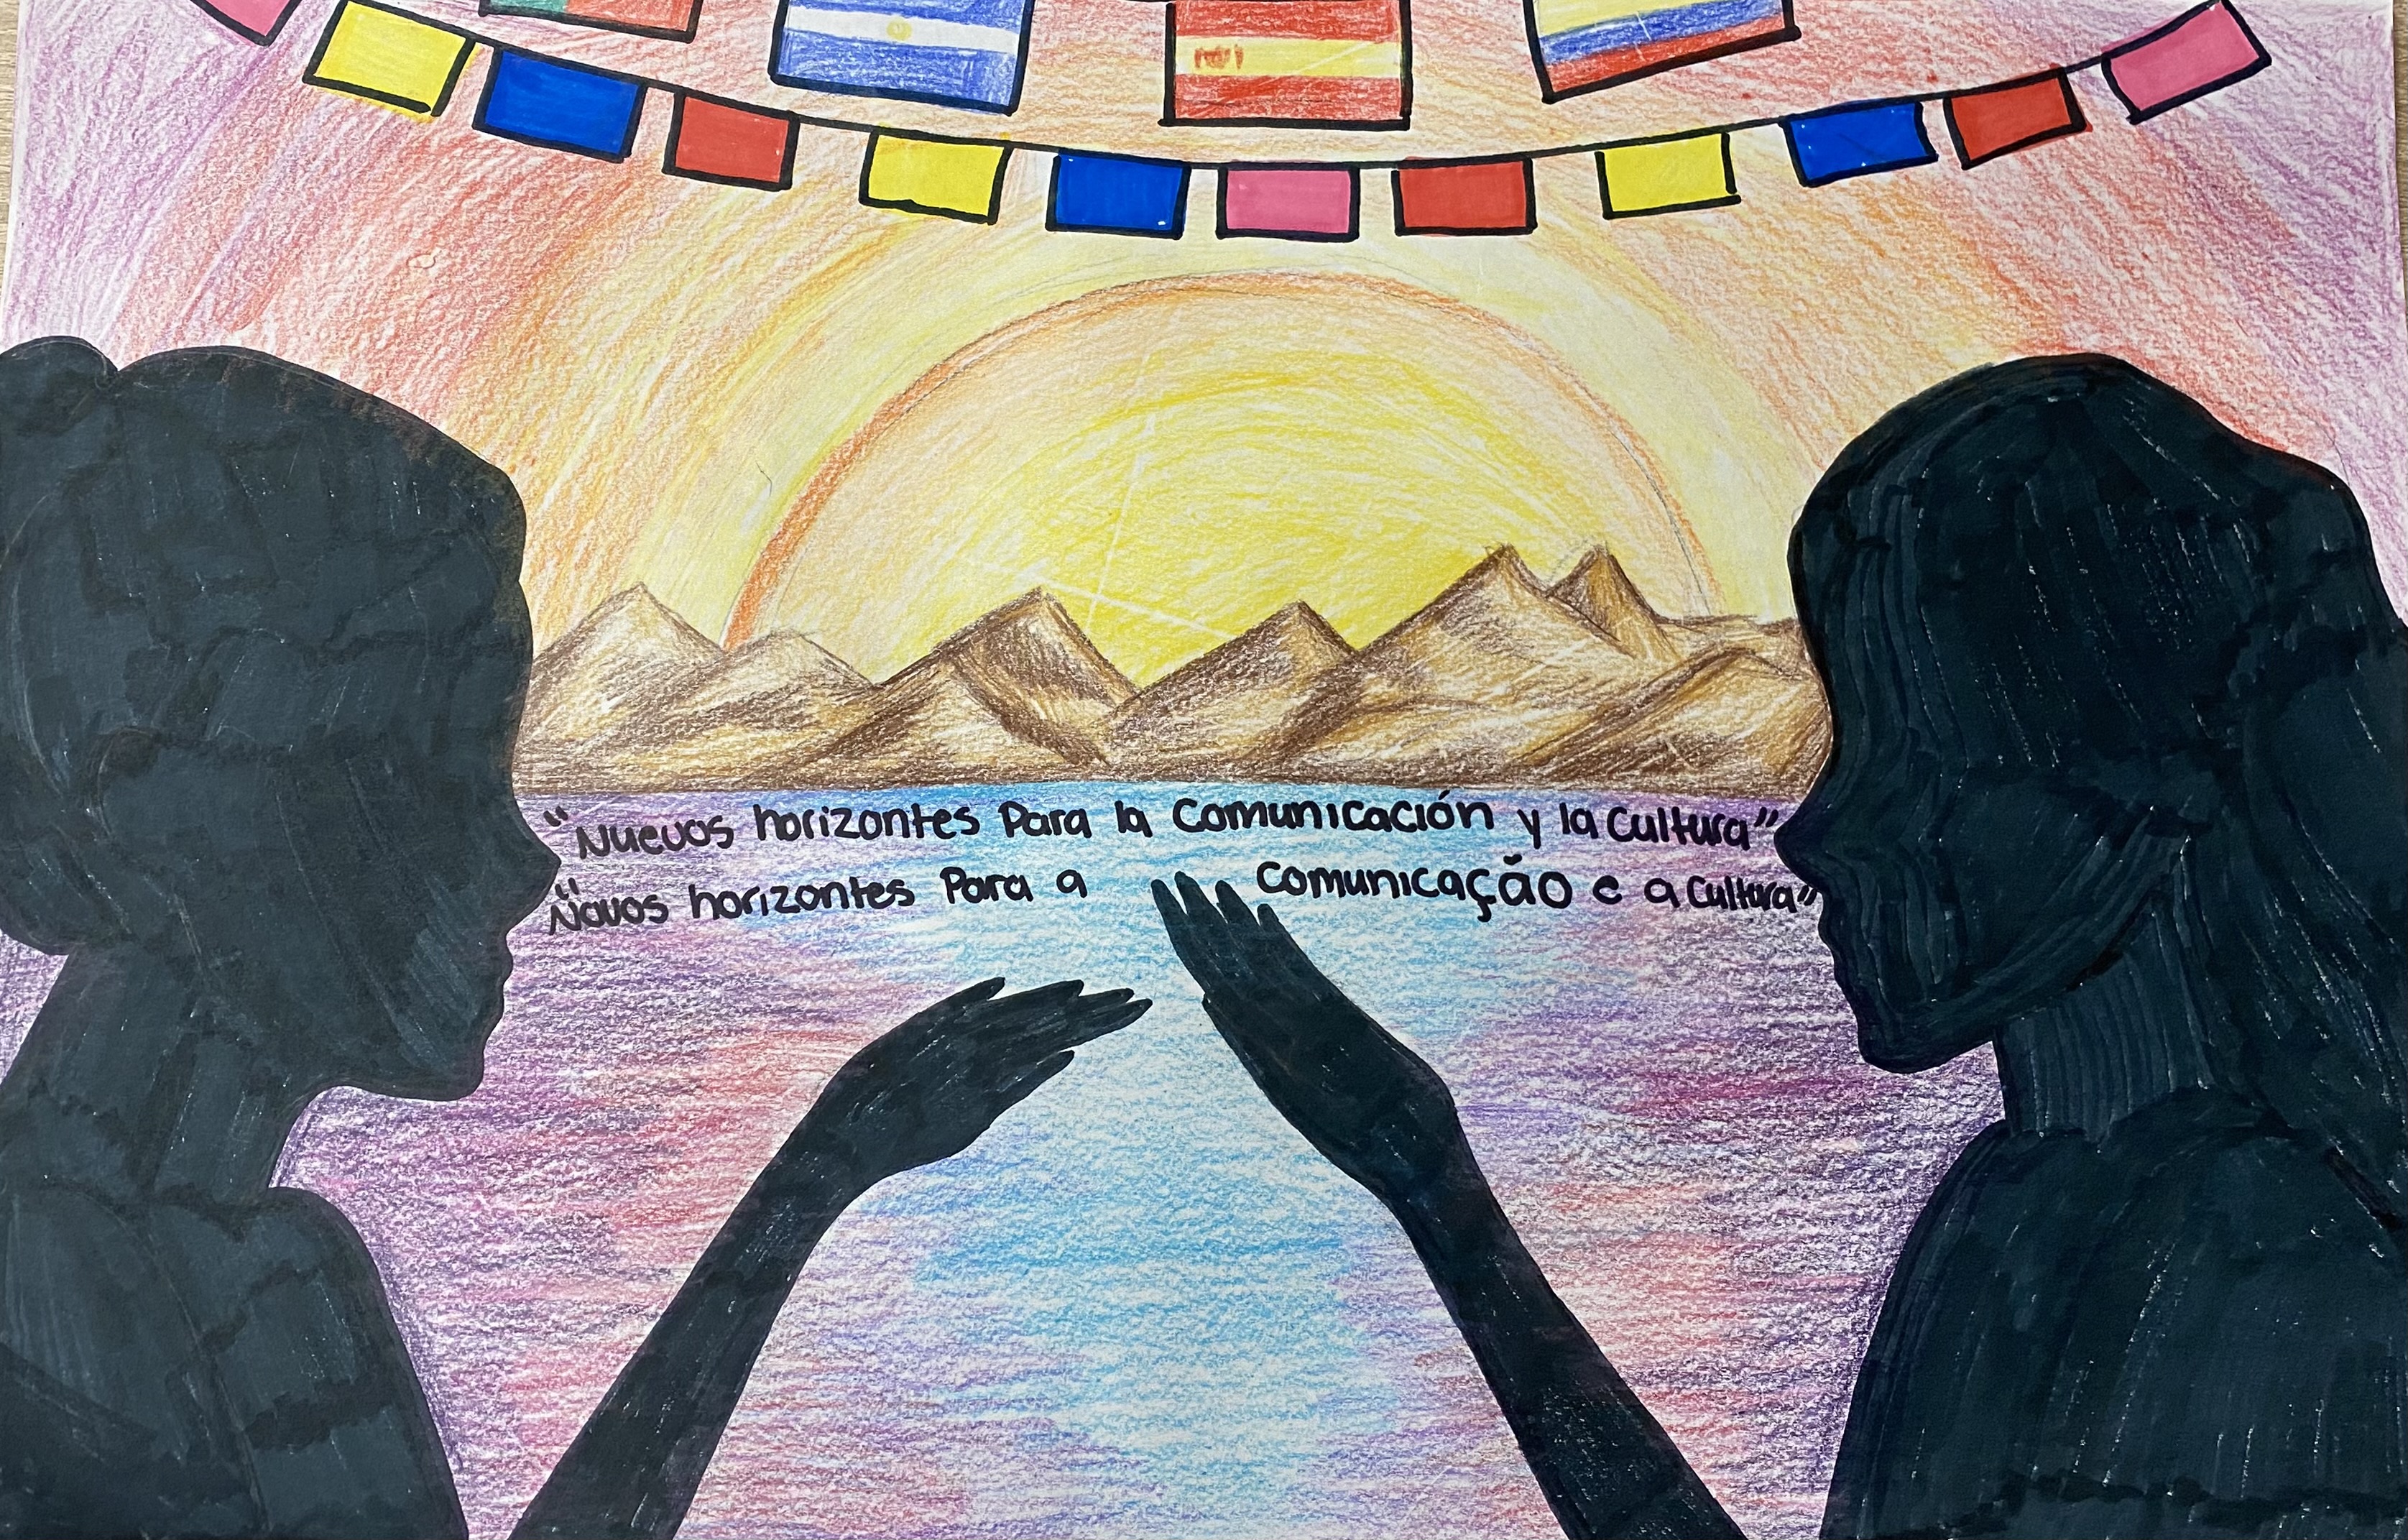 "Nuevos horizontes Para la Comunicación y la Cultura"
"Novos horizontes Para a Comunicação e a Cultura"